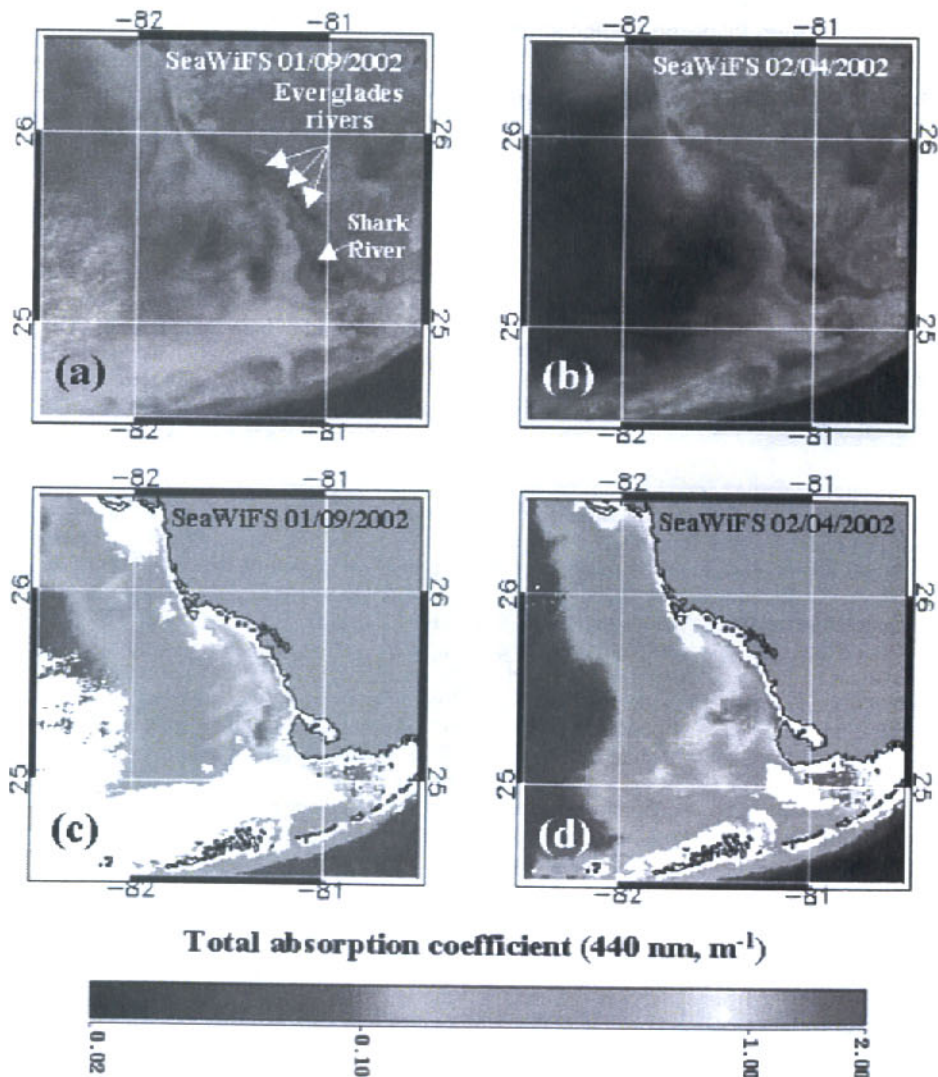 -82 -81
SeaWiFS 01/09/2002
Everglades
rivers
26
26
Shark
River
25
25
(a)
-82 -81
-82 -81
SeaWiFS 02/04/2002
26
26
25
25
(b)
-82 -81
-82 -81
SeaWiFS 01/09/2002
26
26
25
25
(c)
-82 -81
-82 -81
SeaWiFS 02/04/2002
26
26
25
25
(d)
-82 -81
Total absorption coefficient (440 nm, m⁻¹)
0.02 0.10 1.00 2.00